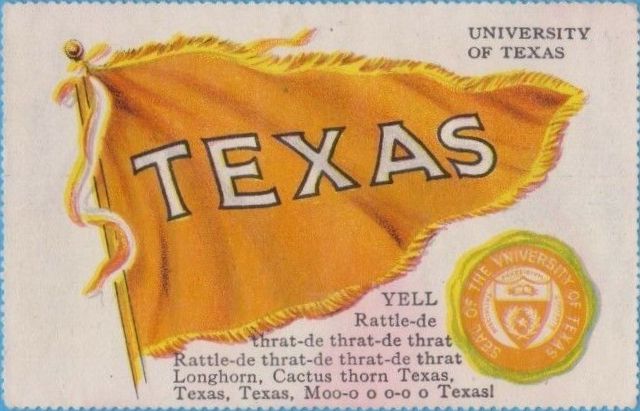 UNIVERSITY
OF TEXAS
TEXAS
YELL
Rattle-de
thrat-de thrat-de thrat
Rattle-de thrat-de thrat-de thrat
Longhorn, Cactus thorn Texas,
Texas, Texas, Moo-o o o-o o Texas!
SEAL OF THE VNIVERSITY OF TEXAS